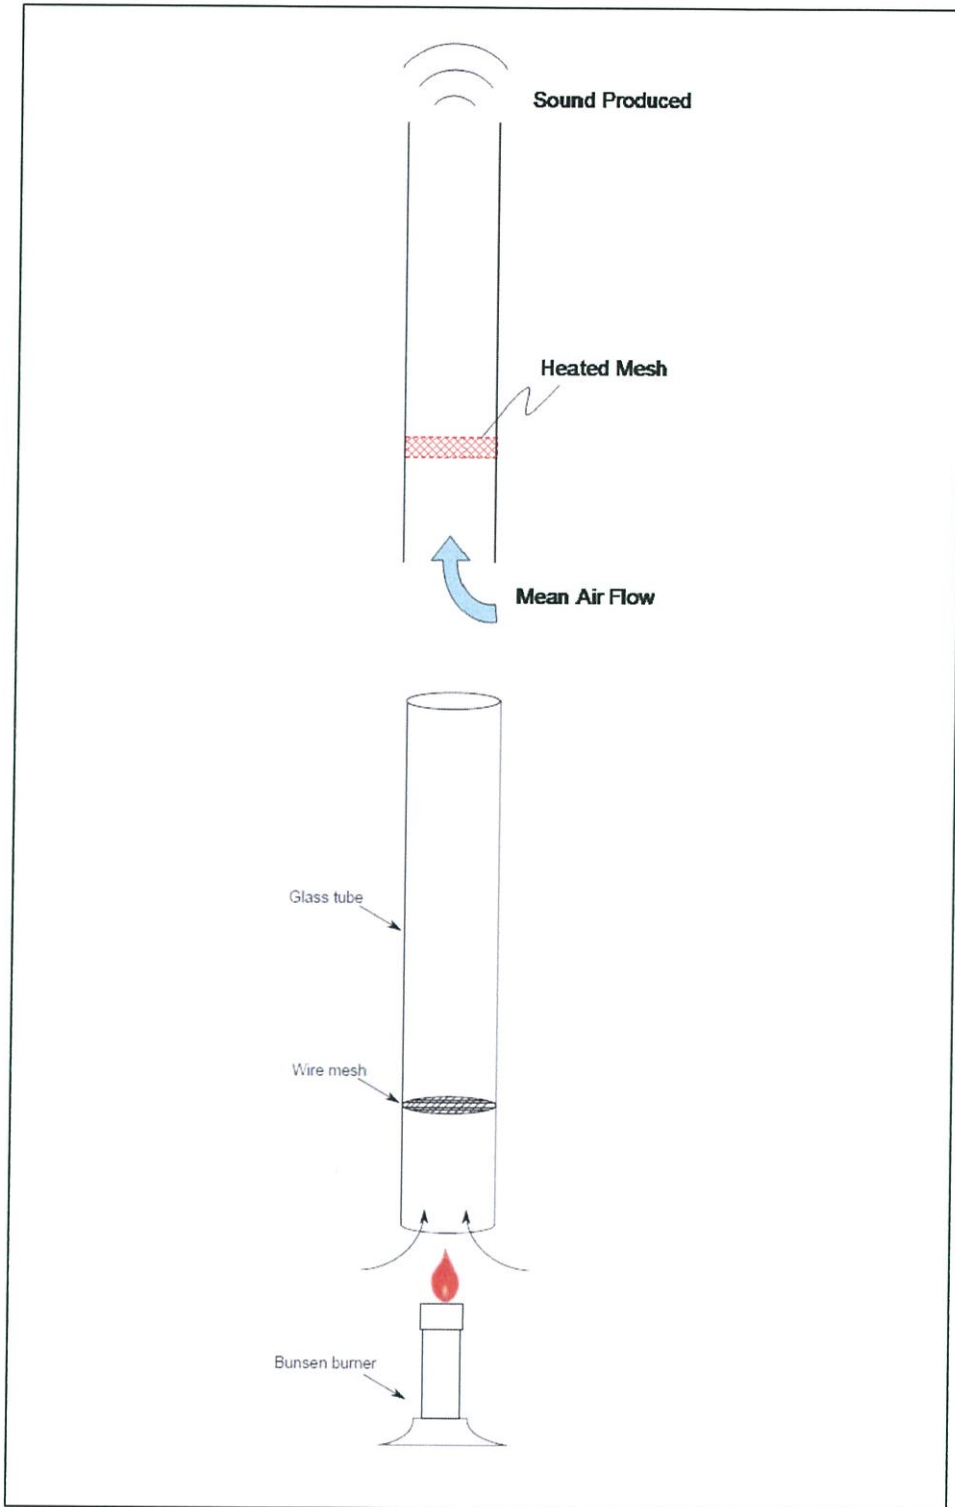 Sound Produced
Heated Mesh
Mean Air Flow
Glass tube
Wire mesh
Bunsen burner